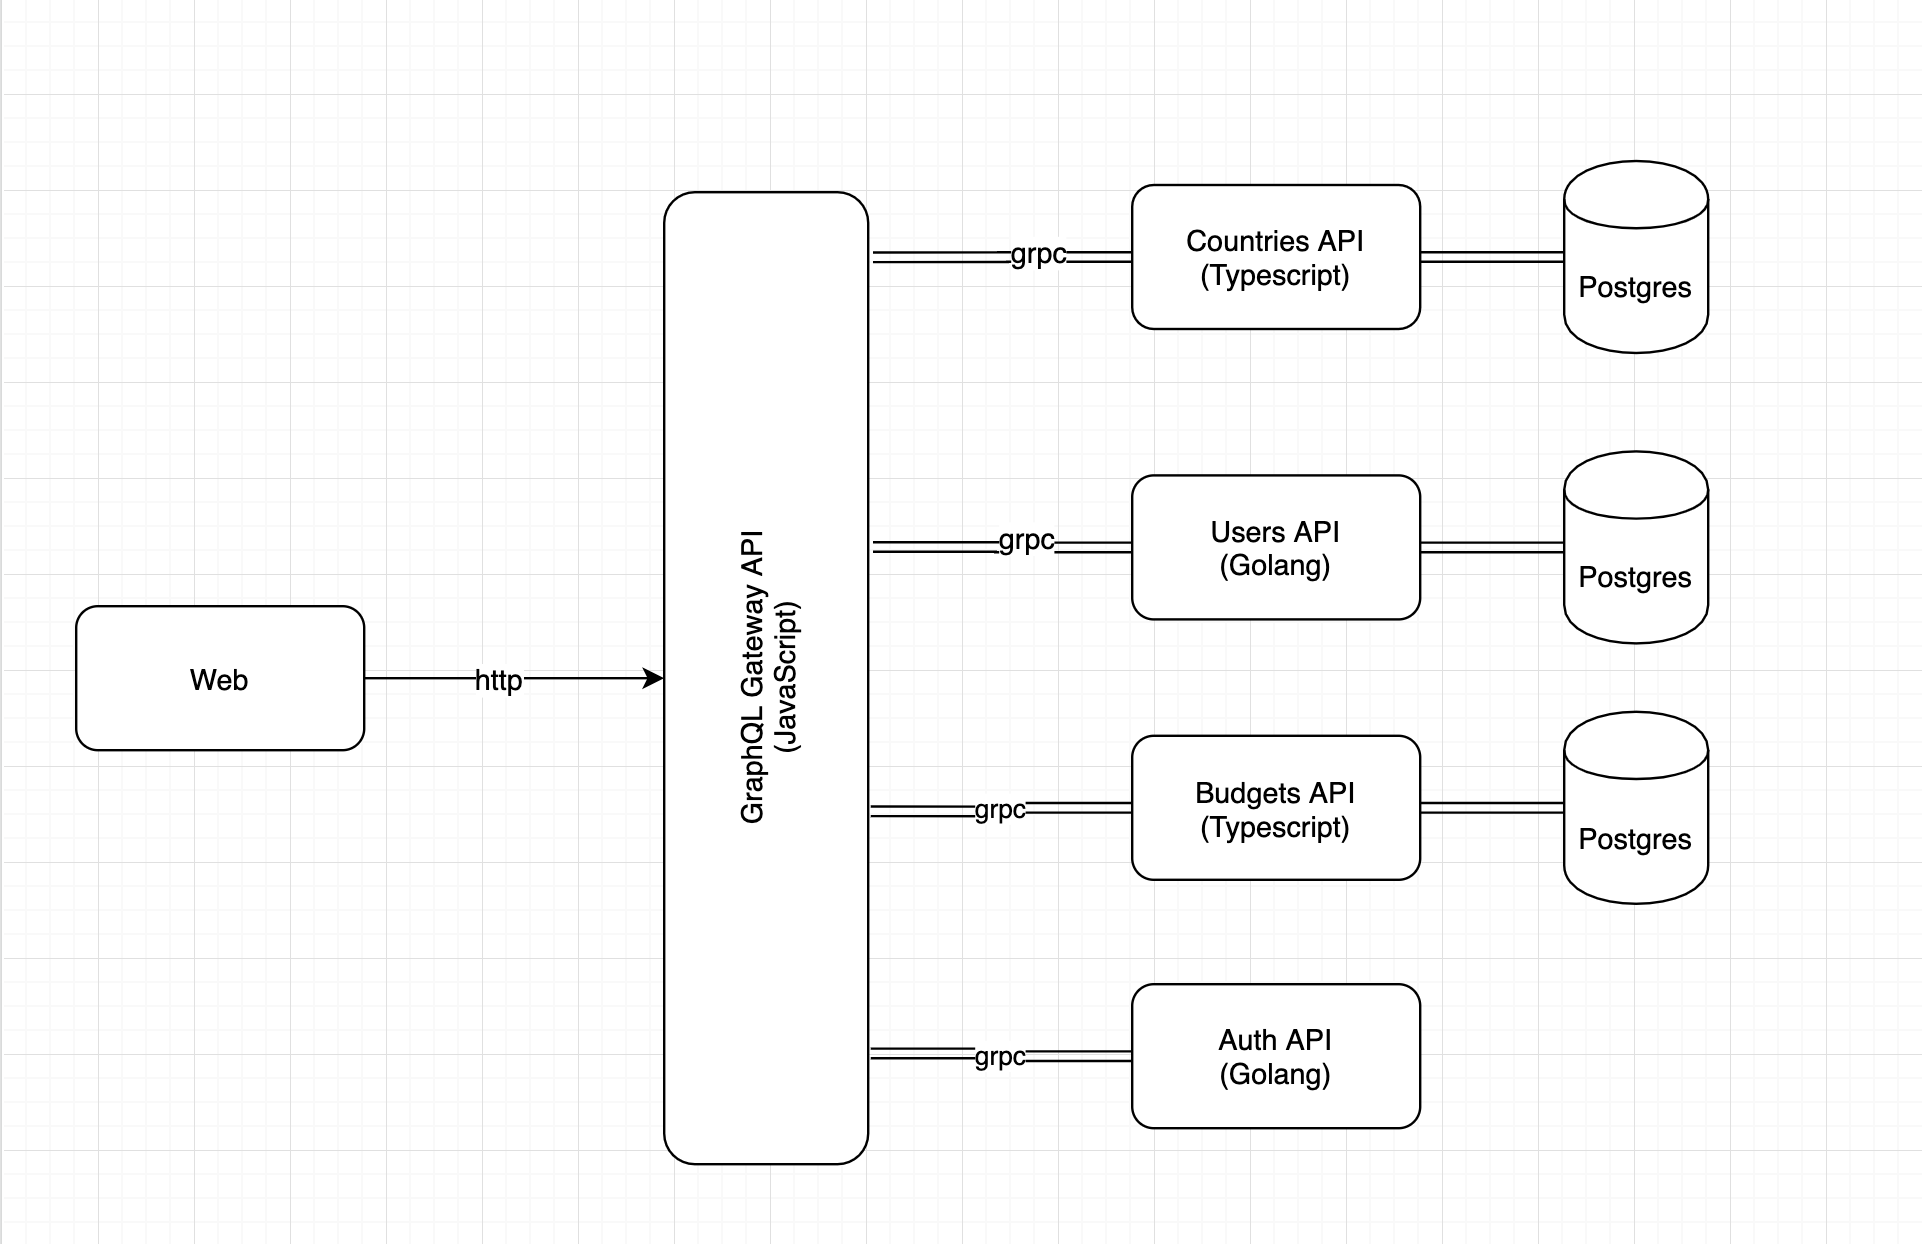 Web
http
GraphQL Gateway API
(JavaScript)
grpc
Countries API
(Typescript)
Postgres
grpc
Users API
(Golang)
Postgres
grpc
Budgets API
(Typescript)
Postgres
grpc
Auth API
(Golang)